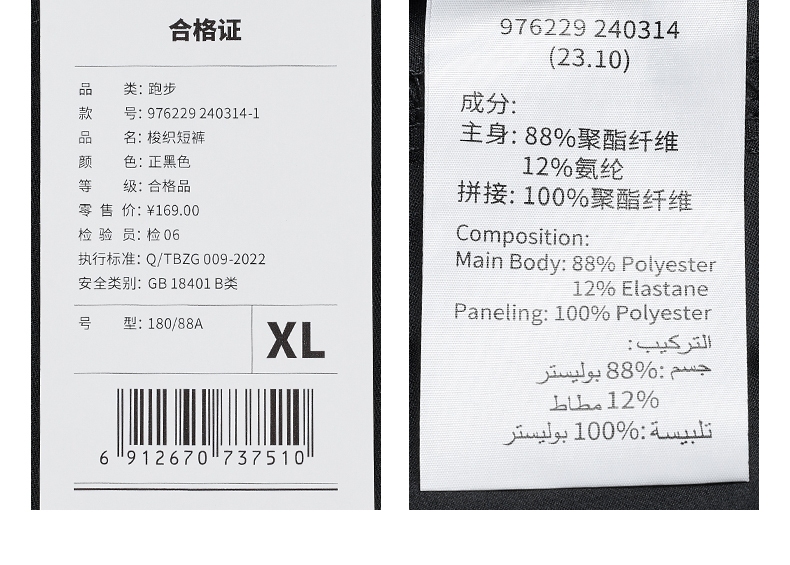 合格证
品 类: 跑步
款 号: 976229 240314-1
品 名: 梭织短裤
颜 色: 正黑色
等 级: 合格品
零 售 价: ¥169.00
检 验 员: 检 06
执行标准: Q/TBZG 009-2022
安全类别: GB 18401 B类
号 型: 180/88A
XL
6 912670 737510
976229 240314
(23.10)
成分:
主身: 88%聚酯纤维
12%氨纶
拼接: 100%聚酯纤维
Composition:
Main Body: 88% Polyester
12% Elastane
Paneling: 100% Polyester
التركيب:
جسم: 88% بوليستر
12% مطاط
تلبيسة: 100% بوليستر